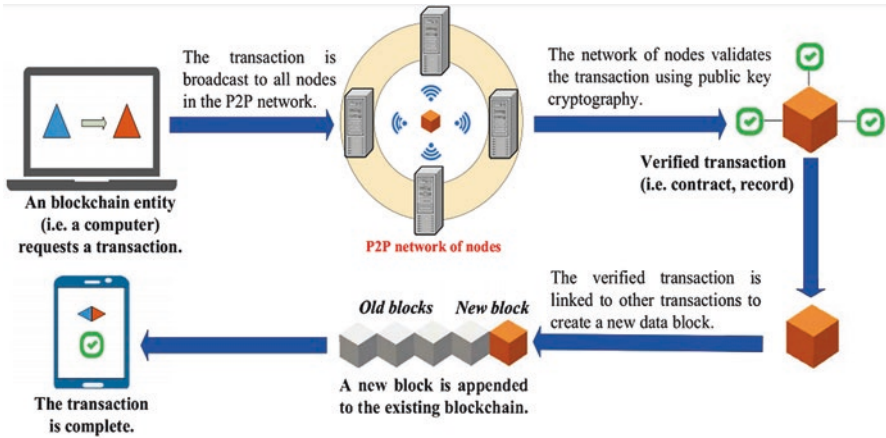 The transaction is
broadcast to all nodes
in the P2P network.
The network of nodes validates
the transaction using public key
cryptography.
An blockchain entity
(i.e. a computer)
requests a transaction.
P2P network of nodes
Verified transaction
(i.e. contract, record)
The verified transaction is
linked to other transactions to
create a new data block.
Old blocks
New block
A new block is appended
to the existing blockchain.
The transaction
is complete.